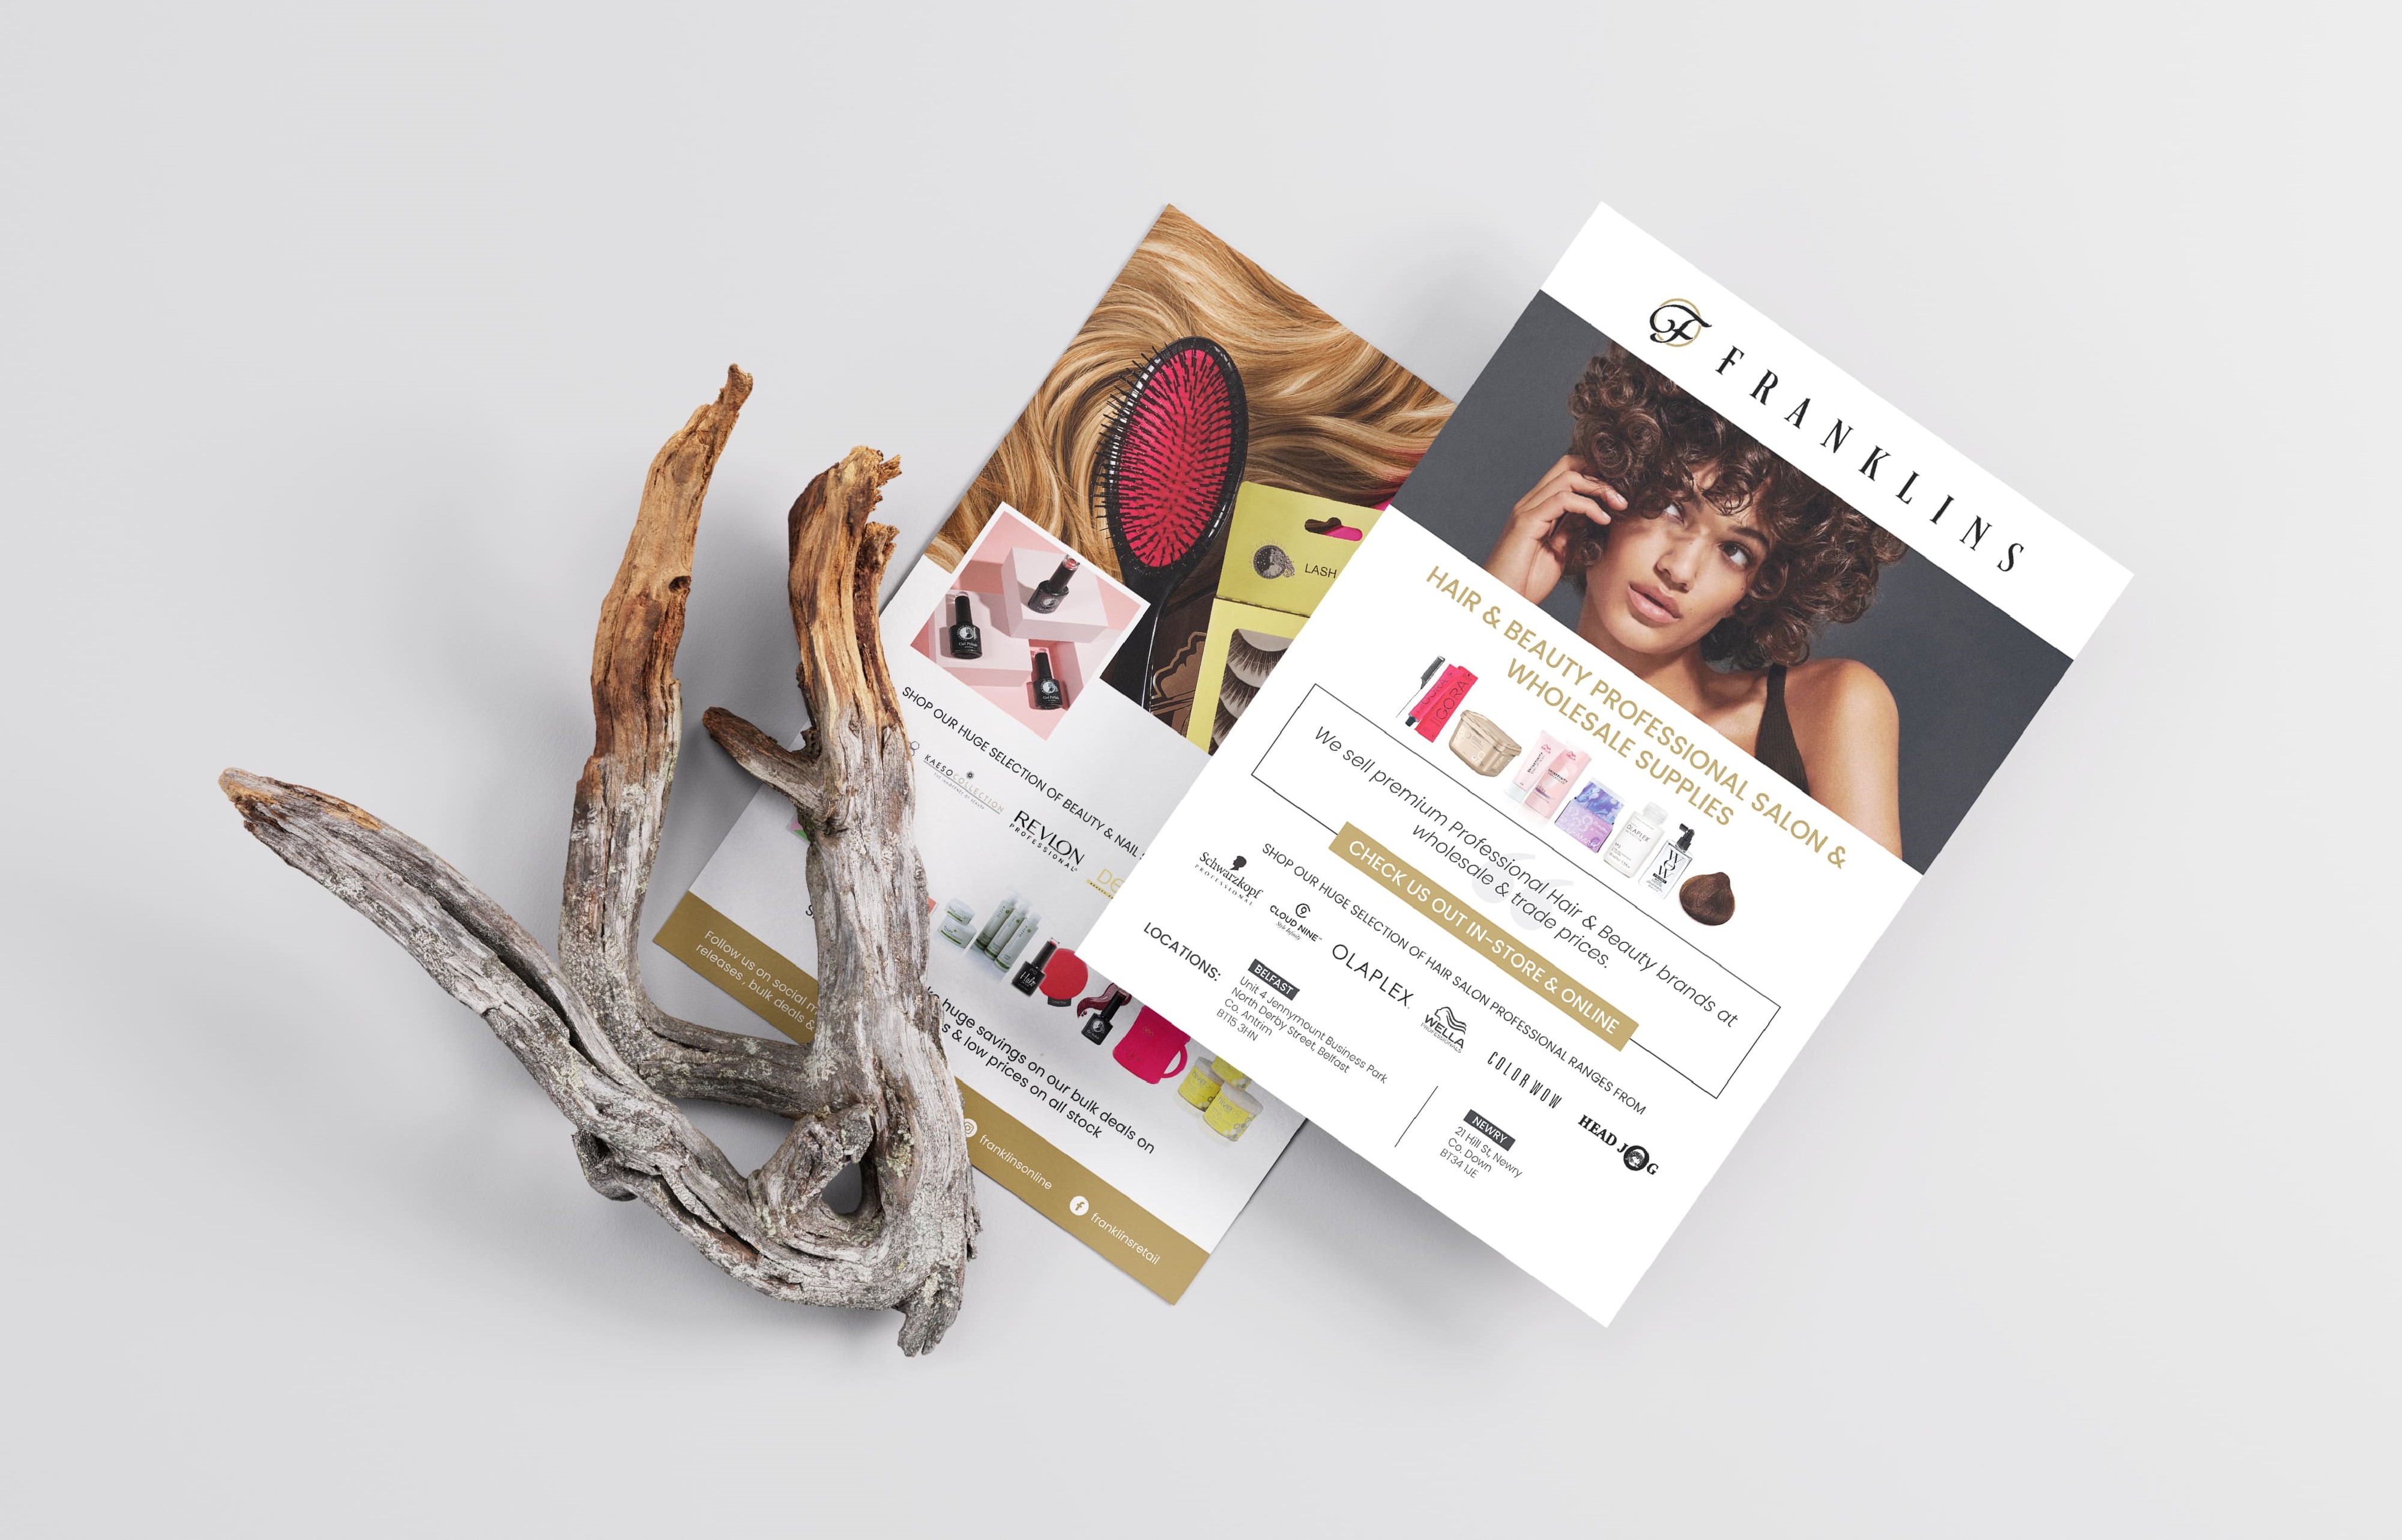 FRANKLINS
HAIR & BEAUTY PROFESSIONAL SALON &
WHOLESALE SUPPLIES
IGORA
OLAPLEX
WOW
We sell premium Professional Hair & Beauty brands at
wholesale & trade prices.
CHECK US OUT IN-STORE & ONLINE
SHOP OUR HUGE SELECTION OF HAIR SALON PROFESSIONAL RANGES FROM
Schwarzkopf
PROFESSIONAL
CLOUD NINE
OLAPLEX.
WELLA
PROFESSIONALS
COLOR WOW
HEAD JOG
LOCATIONS:
BELFAST
Unit 4 Jennymount Business Park
North Derby Street, Belfast
Co. Antrim
BT15 3HN
NEWRY
21 Hill St, Newry
Co. Down
BT34 1JE
LASH
SHOP OUR HUGE SELECTION OF BEAUTY & NAIL
KAESO COLLECTION
REVLON
PROFESSIONAL
huge savings on our bulk deals on
& low prices on all stock
Follow us on social
releases, bulk deals &
franklinsonline
franklinsretail